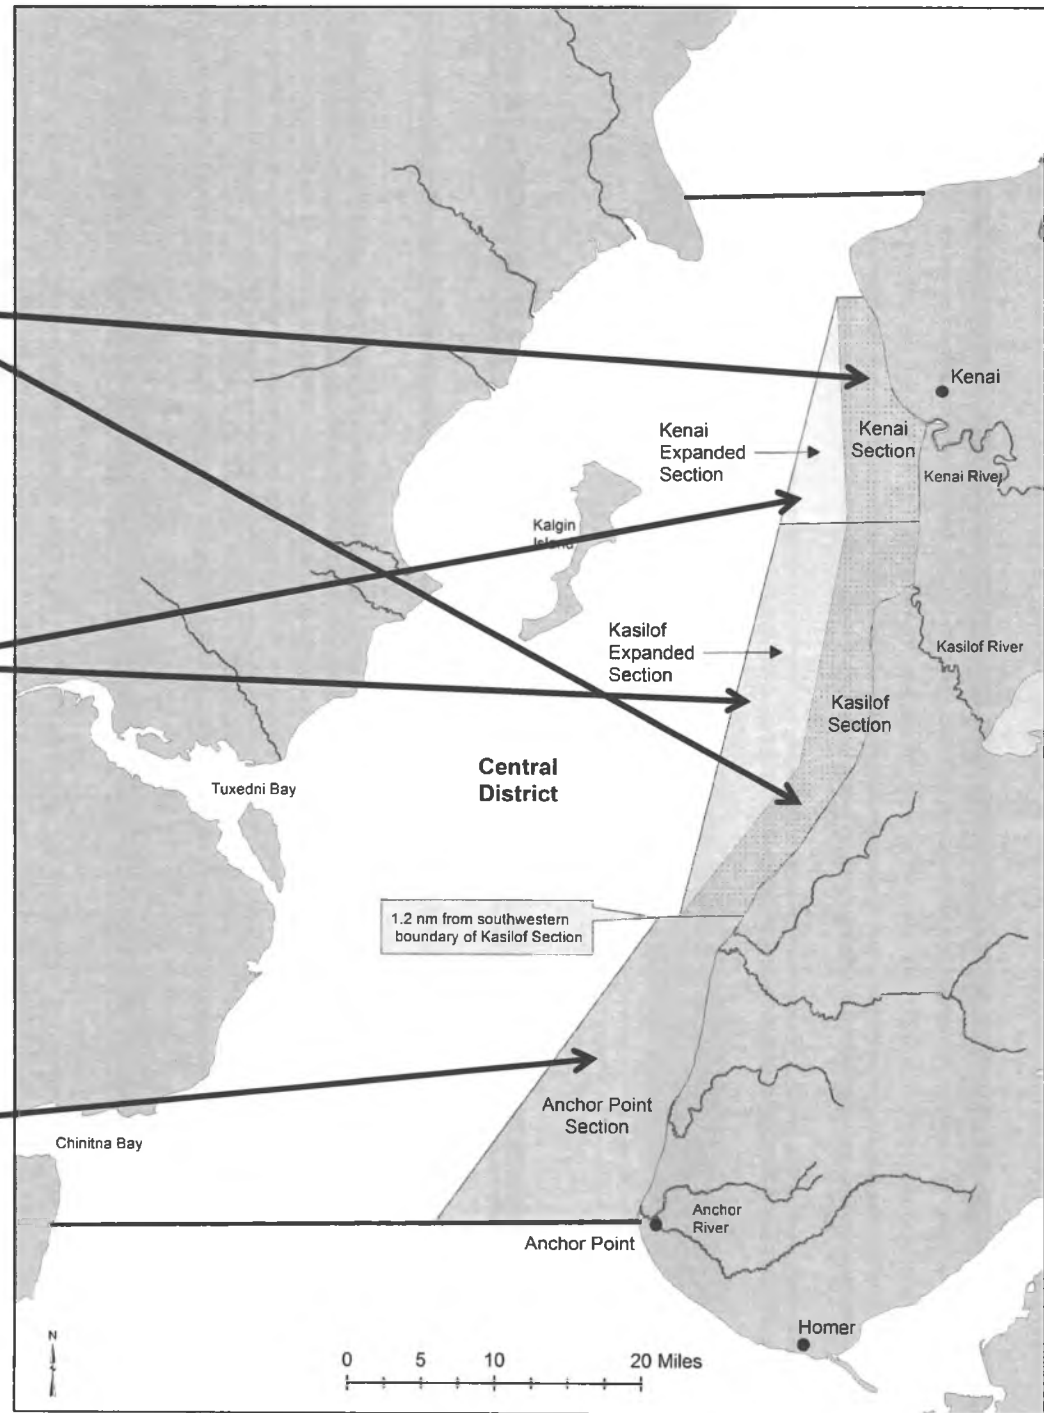 Kenai
Kenai
Expanded
Section
Kenai
Section
Kenai River
Kalgin
Island
Kasilof
Expanded
Section
Kasilof River
Kasilof
Section
Central
District
Tuxedni Bay
1.2 nm from southwestern
boundary of Kasilof Section
Anchor Point
Section
Chinitna Bay
Anchor
River
Anchor Point
Homer
N
0 5 10 20 Miles